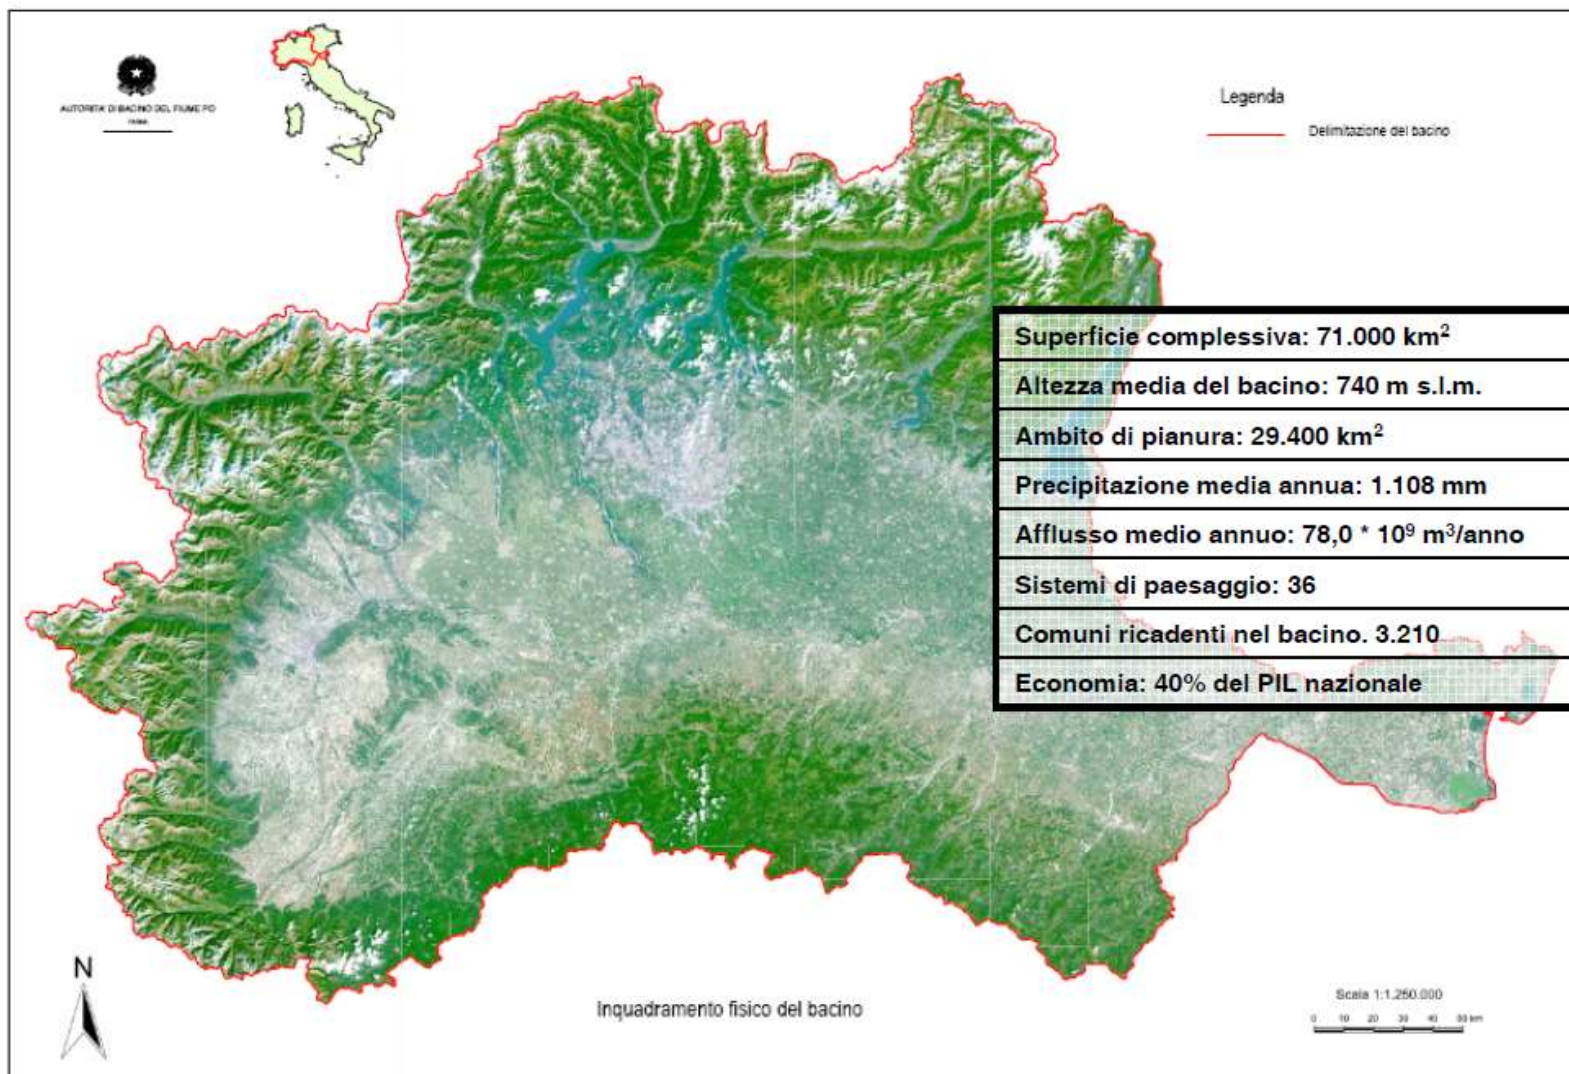 AUTORITA' DI BACINO DEL FIUME PO
PARMA
Legenda
Delimitazione del bacino
Superficie complessiva: 71.000 km²
Altezza media del bacino: 740 m s.l.m.
Ambito di pianura: 29.400 km²
Precipitazione media annua: 1.108 mm
Afflusso medio annuo: 78,0 * 10⁹ m³/anno
Sistemi di paesaggio: 36
Comuni ricadenti nel bacino. 3.210
Economia: 40% del PIL nazionale
N
Inquadramento fisico del bacino
Scala 1:1.250.000
0 10 20 30 40 50 km